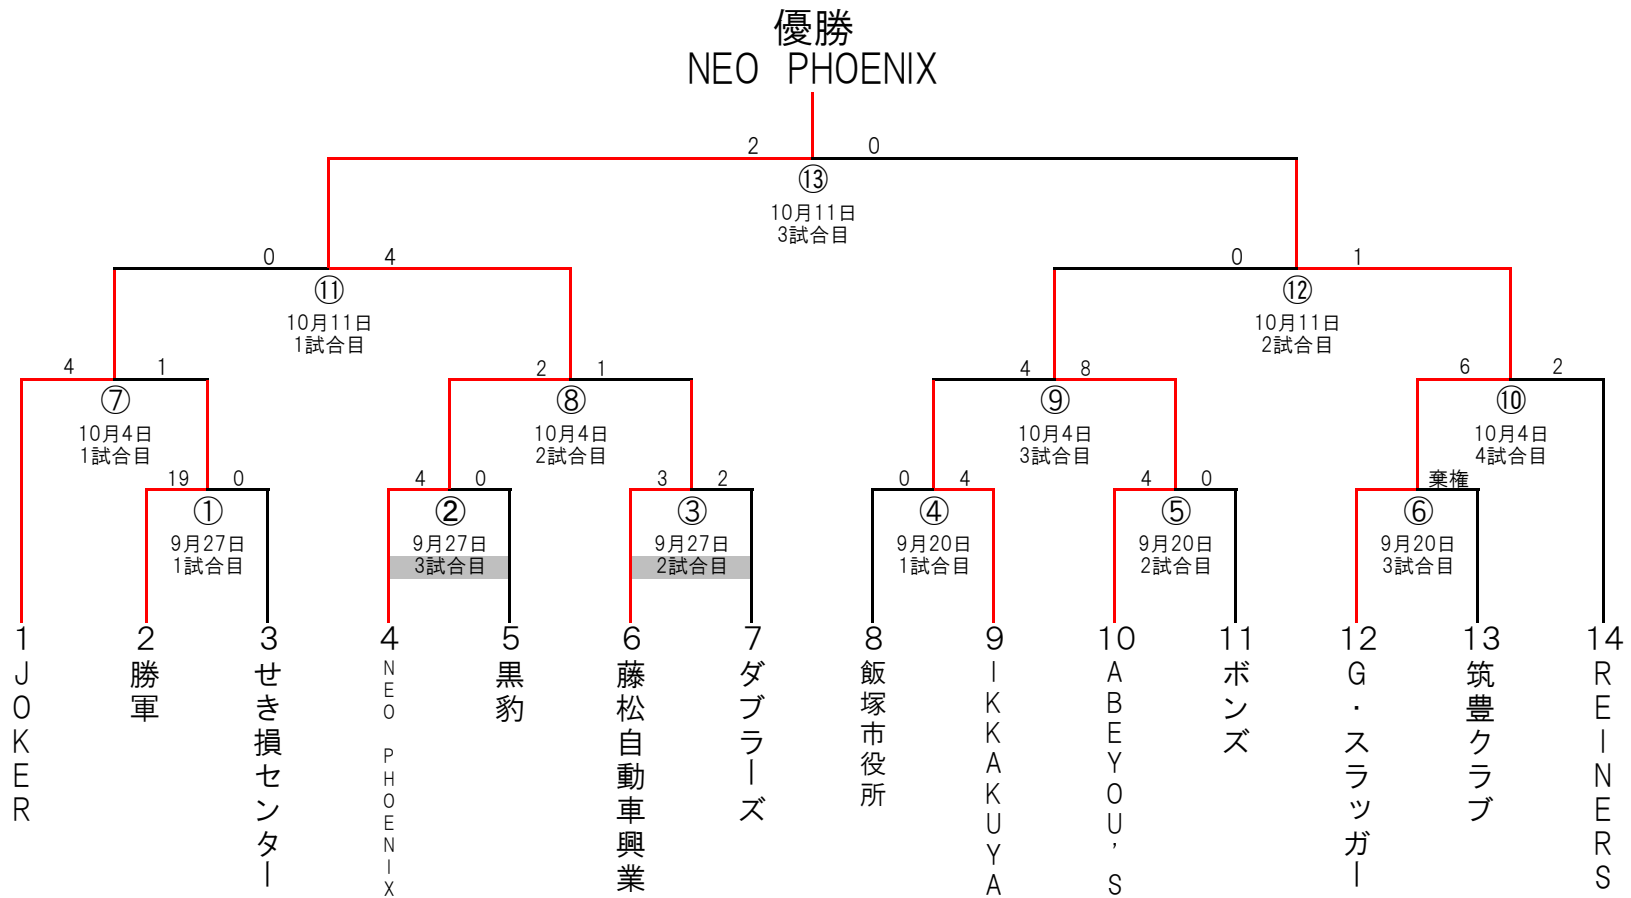 優勝
NEO PHOENIX
2 0
⑬
10月11日
3試合目
0 4 0 1
⑪ ⑫
10月11日 10月11日
1試合目 2試合目
4 1 2 1 4 8 6 2
⑦ ⑧ ⑨ ⑩
10月4日 10月4日 10月4日 10月4日
1試合目 2試合目 3試合目 4試合目
19 0 4 0 3 2 0 4 4 0 棄権
① ② ③ ④ ⑤ ⑥
9月27日 9月27日 9月27日 9月20日 9月20日 9月20日
1試合目 3試合目 2試合目 1試合目 2試合目 3試合目
1 2 3 4 5 6 7 8 9 10 11 12 13 14
JOKER
勝軍
せき損センター
NEO PHOENIX
黒豹
藤松自動車興業
ダブラーズ
飯塚市役所
IKKAKUYA
ABEYOU'S
ボンズ
G・スラッガー
筑豊クラブ
REINERS